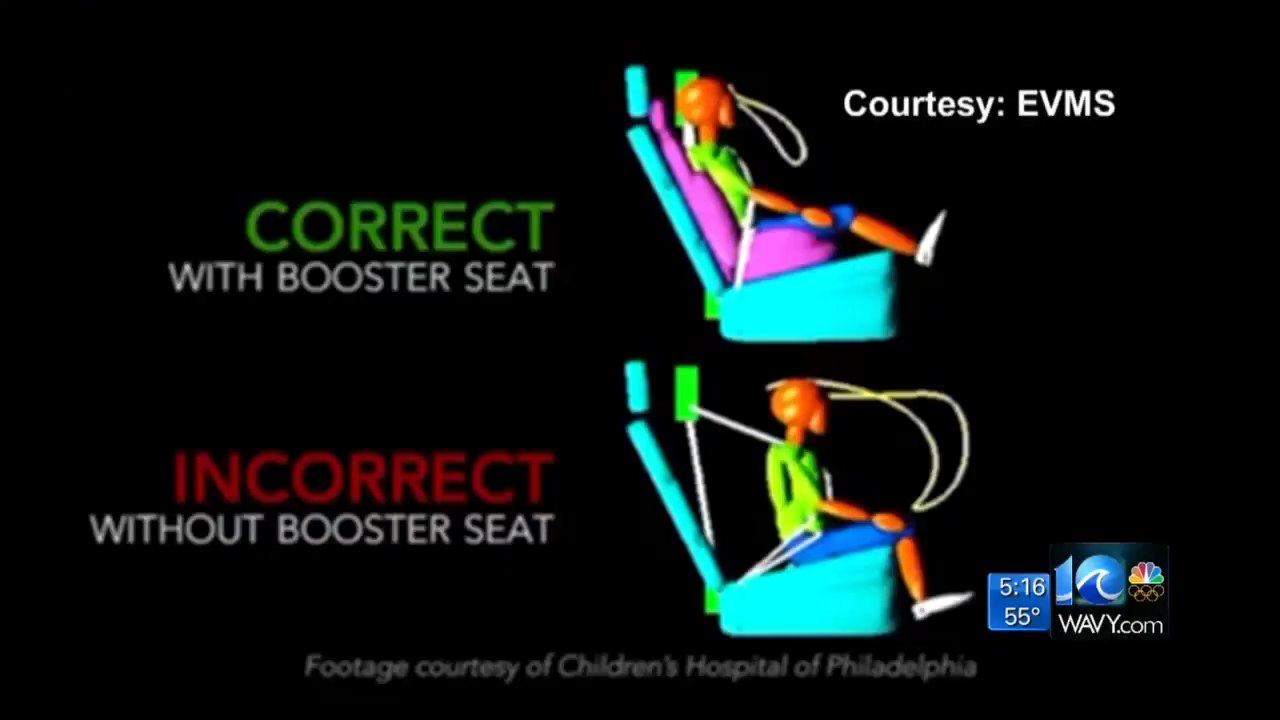 Courtesy: EVMS
CORRECT
WITH BOOSTER SEAT
INCORRECT
WITHOUT BOOSTER SEAT
5:16
55°
10
WAVY.com
Footage courtesy of Children's Hospital of Philadelphia